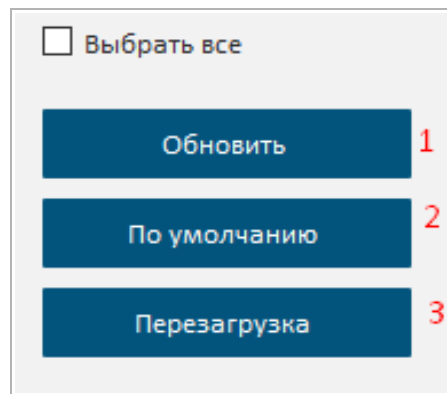 Выбрать все
Обновить 1
По умолчанию 2
Перезагрузка 3